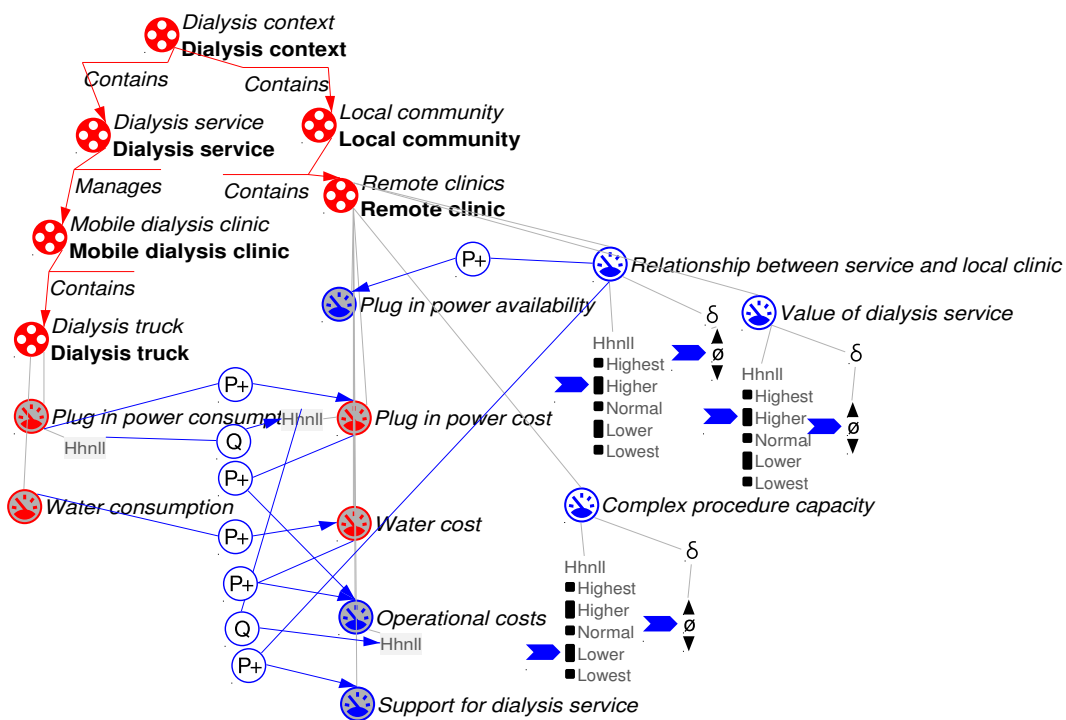 Dialysis context
Dialysis context
Contains
Contains
Dialysis service
Dialysis service
Local community
Local community
Manages
Contains
Remote clinics
Remote clinic
Mobile dialysis clinic
Mobile dialysis clinic
P+
Relationship between service and local clinic
Contains
Plug in power availability
δ
Value of dialysis service
Dialysis truck
Dialysis truck
Hhnll
Highest
Higher
Normal
Lower
Lowest
ø
δ
Hhnll
Highest
Higher
Normal
Lower
Lowest
ø
P+
Plug in power consumpt
Hhnll
Plug in power cost
Hhnll
Q
P+
Water consumption
Water cost
P+
Complex procedure capacity
δ
Hhnll
Highest
Higher
Normal
Lower
Lowest
ø
P+
Operational costs
Q
Hhnll
P+
Support for dialysis service